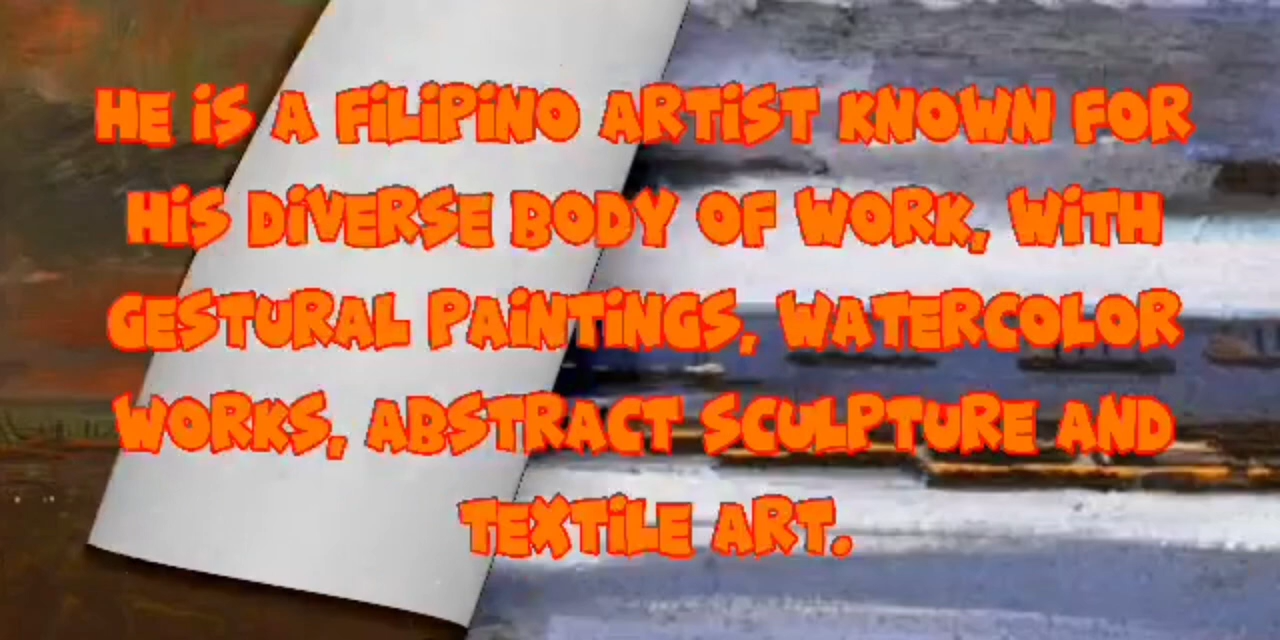 HE iS A FiLiPiNO ARTiST KNOWN FOR
HiS DiVERSE BODY OF WORK, WiTH
GESTURAL PAiNTiNGS, WATERCOLOR
WORKS, ABSTRACT SCULPTURE AND
TEXTiLE ART.